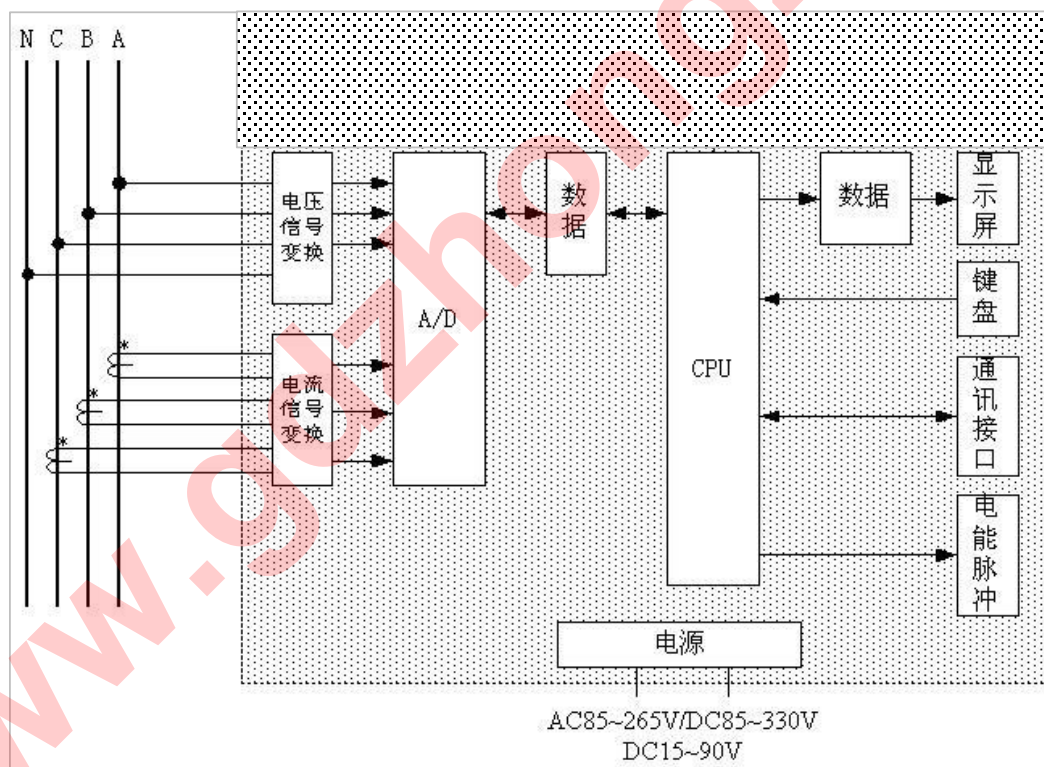 N C B A
电压
信号
变换
A/D
数
据
CPU
数据
显
示
屏
键
盘
电流
信号
变换
*
*
*
通
讯
接
口
电
能
脉
冲
电源
AC85~265V/DC85~330V
DC15~90V
www.gdzhong